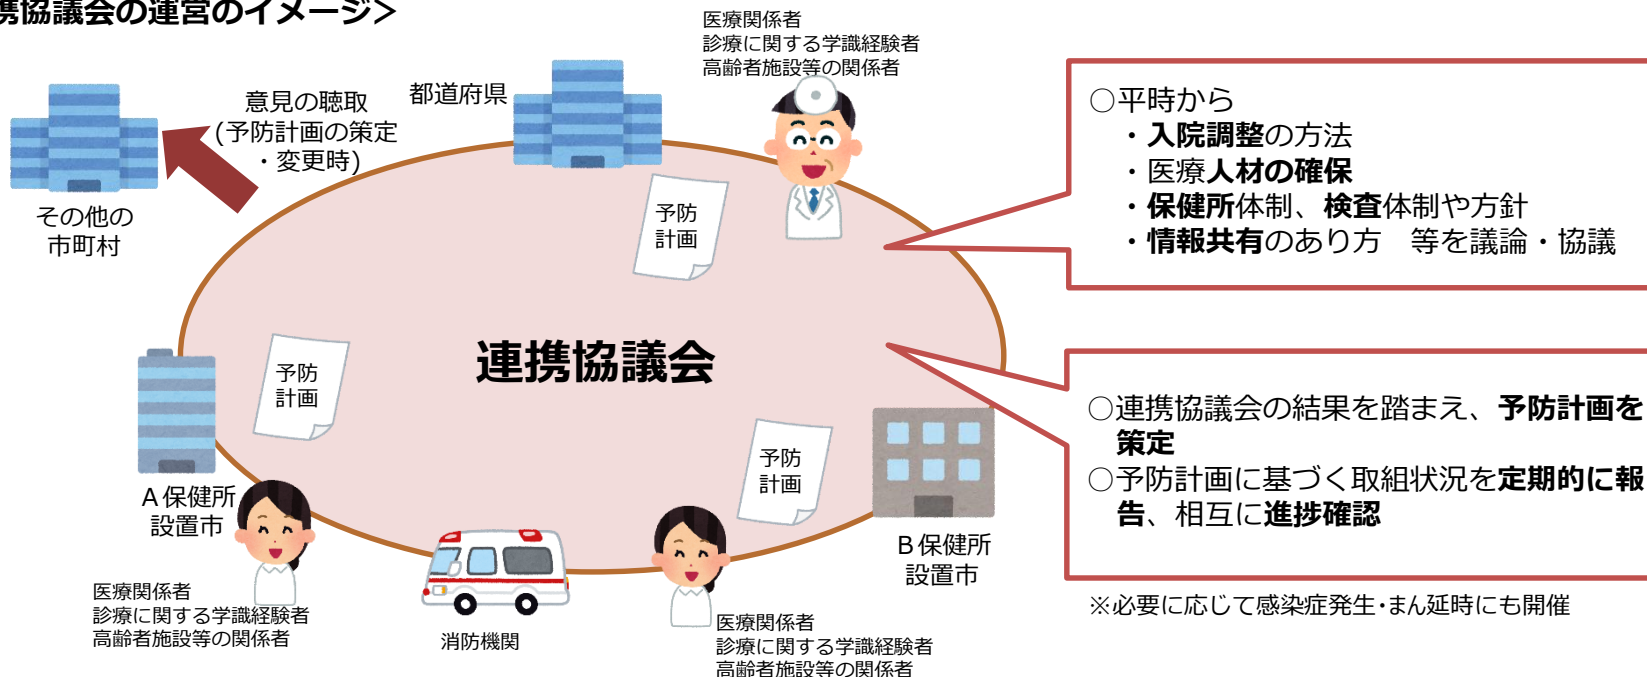 携協議会の運営のイメージ>
医療関係者
診療に関する学識経験者
高齢者施設等の関係者
都道府県
意見の聴取
(予防計画の策定
・変更時)
その他の
市町村
予防
計画
連携協議会
予防
計画
予防
計画
A保健所
設置市
医療関係者
診療に関する学識経験者
高齢者施設等の関係者
消防機関
B保健所
設置市
医療関係者
診療に関する学識経験者
高齢者施設等の関係者
○平時から
・入院調整の方法
・医療人材の確保
・保健所体制、検査体制や方針
・情報共有のあり方　等を議論・協議
○連携協議会の結果を踏まえ、予防計画を
策定
○予防計画に基づく取組状況を定期的に報
告、相互に進捗確認
※必要に応じて感染症発生・まん延時にも開催